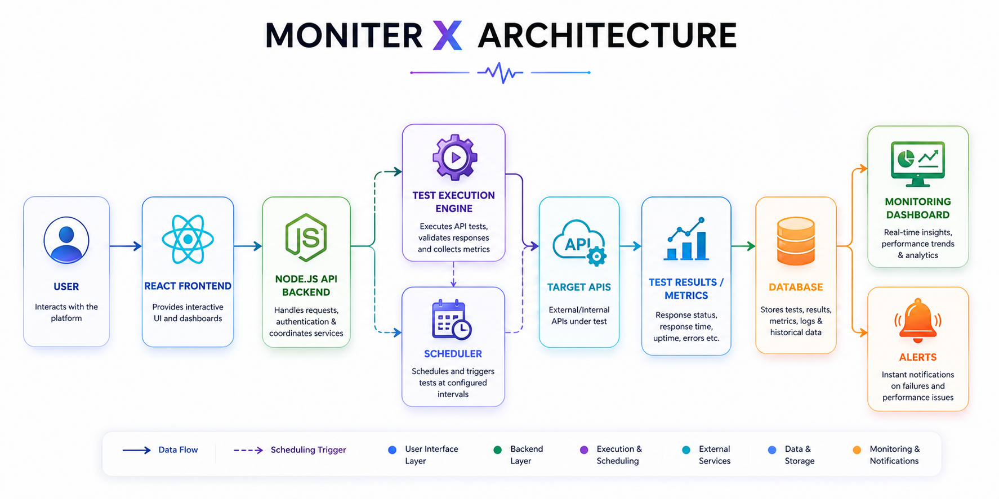 MONITER X ARCHITECTURE
USER
Interacts with the
platform
REACT FRONTEND
Provides interactive
UI and dashboards
JS
NODE.JS API
BACKEND
Handles requests,
authentication &
coordinates services
TEST EXECUTION
ENGINE
Executes API tests,
validates responses
and collects metrics
SCHEDULER
Schedules and triggers
tests at configured
intervals
API
TARGET APIS
External/Internal
APIs under test
TEST RESULTS /
METRICS
Response status,
response time,
uptime, errors etc.
DATABASE
Stores tests, results,
metrics, logs &
historical data
MONITORING
DASHBOARD
Real-time insights,
performance trends
& analytics
ALERTS
Instant notifications
on failures and
performance issues
Data Flow
Scheduling Trigger
User Interface
Layer
Backend
Layer
Execution &
Scheduling
External
Services
Data &
Storage
Monitoring &
Notifications